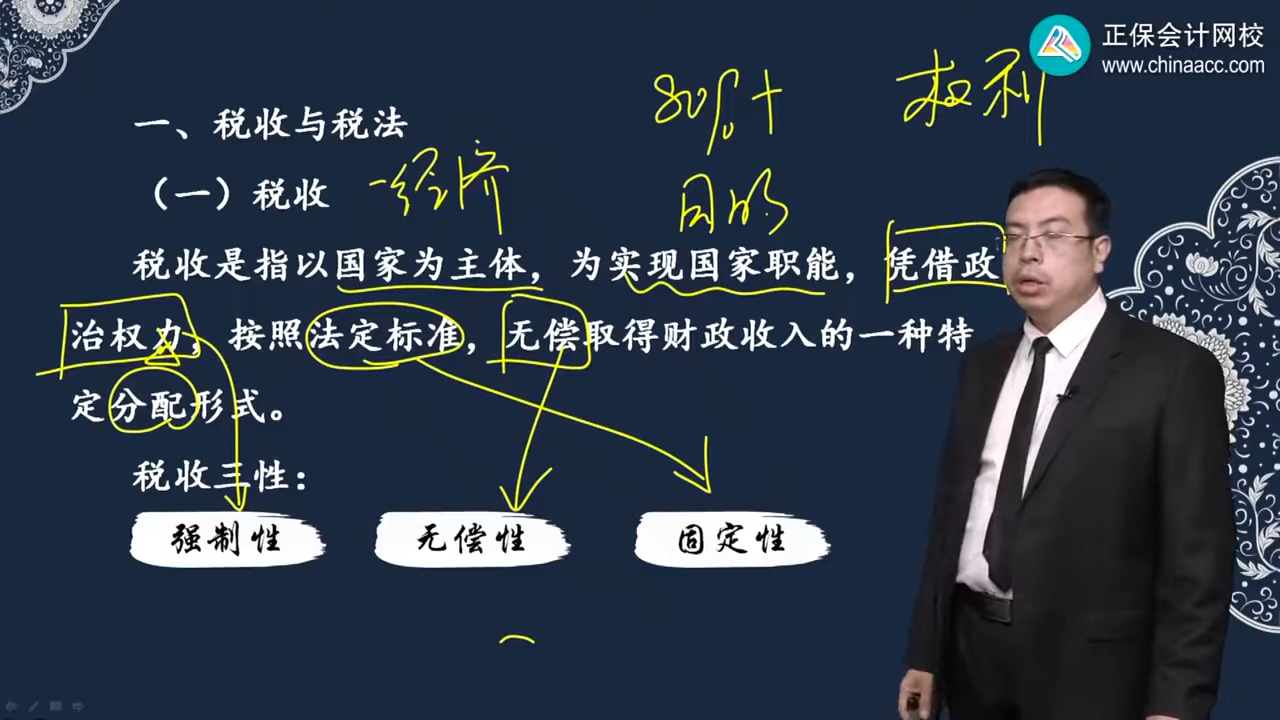 正保会计网校
www.chinaacc.com
80%+
权利
一、税收与税法
（一）税收
-经济
目的
税收是指以国家为主体，为实现国家职能，凭借政
治权力，按照法定标准，无偿取得财政收入的一种特
定分配形式。
税收三性：
强制性
无偿性
固定性